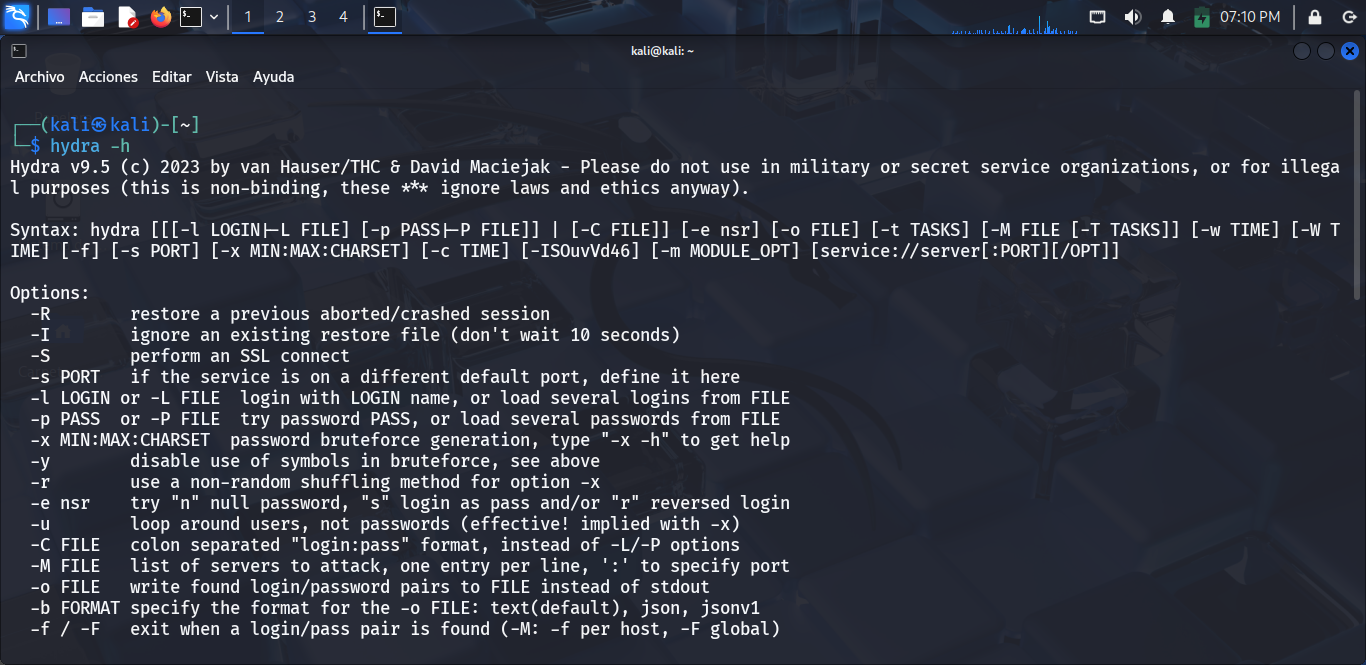 1 2 3 4 07:10 PM
kali@kali: ~
Archivo Acciones Editar Vista Ayuda
┌──(kali㉿kali)-[~]
└─$ hydra -h
Hydra v9.5 (c) 2023 by van Hauser/THC & David Maciejak - Please do not use in military or secret service organizations, or for illega
l purposes (this is non-binding, these *** ignore laws and ethics anyway).
Syntax: hydra [[[-l LOGIN|-L FILE] [-p PASS|-P FILE]] | [-C FILE]] [-e nsr] [-o FILE] [-t TASKS] [-M FILE [-T TASKS]] [-w TIME] [-W T
IME] [-f] [-s PORT] [-x MIN:MAX:CHARSET] [-c TIME] [-ISOuvVd46] [-m MODULE_OPT] [service://server[:PORT][/OPT]]
Options:
-R restore a previous aborted/crashed session
-I ignore an existing restore file (don't wait 10 seconds)
-S perform an SSL connect
-s PORT if the service is on a different default port, define it here
-l LOGIN or -L FILE login with LOGIN name, or load several logins from FILE
-p PASS or -P FILE try password PASS, or load several passwords from FILE
-x MIN:MAX:CHARSET password bruteforce generation, type "-x -h" to get help
-y disable use of symbols in bruteforce, see above
-r use a non-random shuffling method for option -x
-e nsr try "n" null password, "s" login as pass and/or "r" reversed login
-u loop around users, not passwords (effective! implied with -x)
-C FILE colon separated "login:pass" format, instead of -L/-P options
-M FILE list of servers to attack, one entry per line, ':' to specify port
-o FILE write found login/password pairs to FILE instead of stdout
-b FORMAT specify the format for the -o FILE: text(default), json, jsonv1
-f / -F exit when a login/pass pair is found (-M: -f per host, -F global)